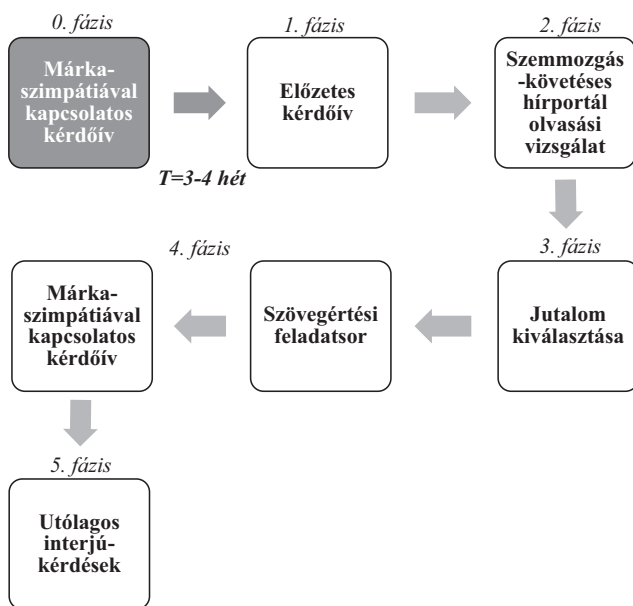 0. fázis
Márka-
szimpátiával
kapcsolatos
kérdőív
T=3-4 hét
1. fázis
Előzetes
kérdőív
2. fázis
Szemmozgás
-követéses
hírportál
olvasási
vizsgálat
3. fázis
Jutalom
kiválasztása
4. fázis
Szövegértési
feladatsor
Márka-
szimpátiával
kapcsolatos
kérdőív
5. fázis
Utólagos
interjú-
kérdések